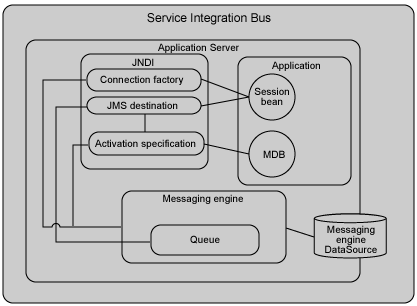 Service Integration Bus
Application Server
JNDI
Connection factory
JMS destination
Activation specification
Application
Session
bean
MDB
Messaging engine
Queue
Messaging
engine
DataSource